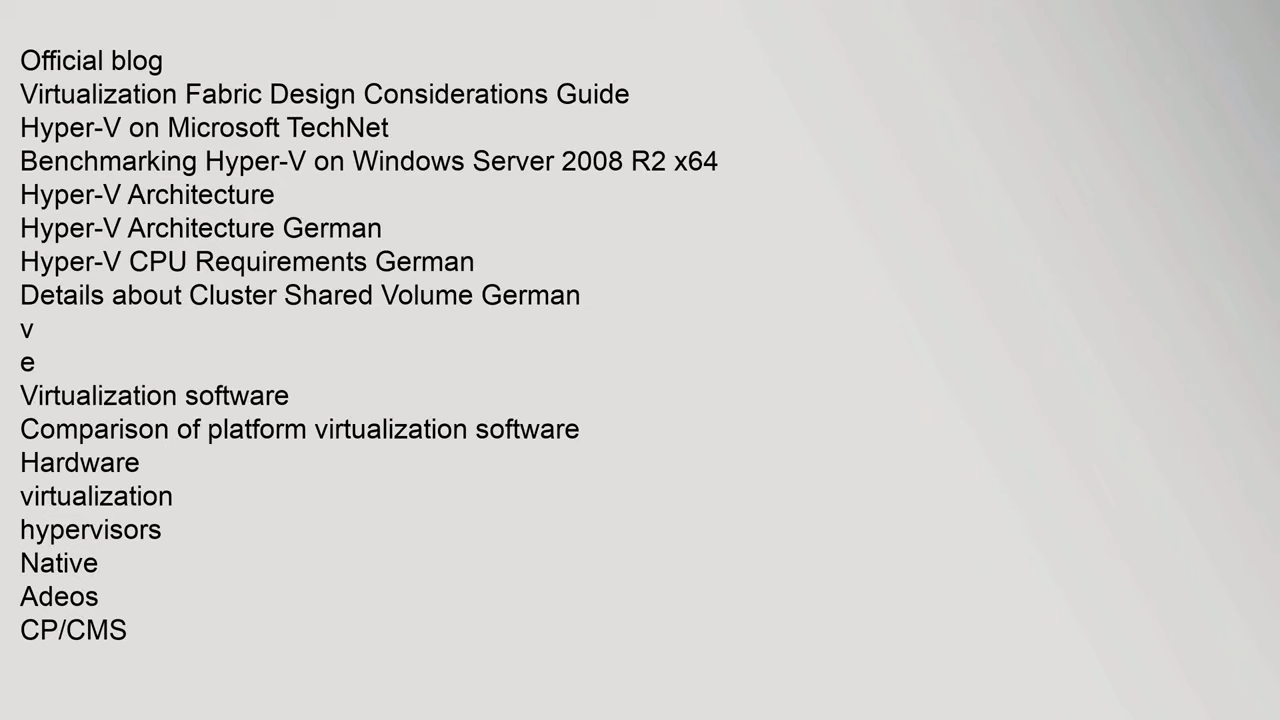 Official blog
Virtualization Fabric Design Considerations Guide
Hyper-V on Microsoft TechNet
Benchmarking Hyper-V on Windows Server 2008 R2 x64
Hyper-V Architecture
Hyper-V Architecture German
Hyper-V CPU Requirements German
Details about Cluster Shared Volume German
v
e
Virtualization software
Comparison of platform virtualization software
Hardware
virtualization
hypervisors
Native
Adeos
CP/CMS